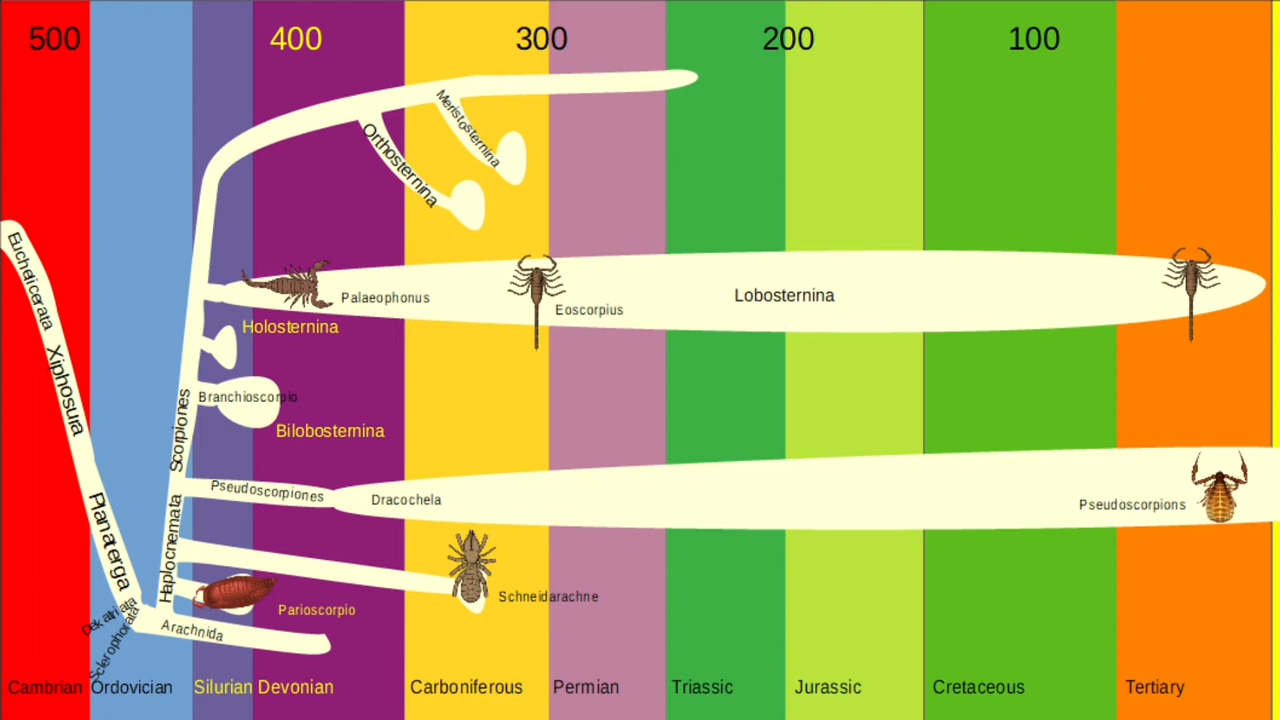 500
400
300
200
100
Meristosternina
Orthosternina
Eucheticerata Xiphosura
Planaterga
Palaeophonus
Eoscorpius
Lobosternina
Holosternina
Branchioscorpio
Bilobosternina
Scorpiones
Haplocnemata
Pseudoscorpiones
Dracochela
Pseudoscorpions
Schneidarachne
Parioscorpio
Dekatriata
Sclerophorata
Arachnida
Cambrian
Ordovician
Silurian
Devonian
Carboniferous
Permian
Triassic
Jurassic
Cretaceous
Tertiary